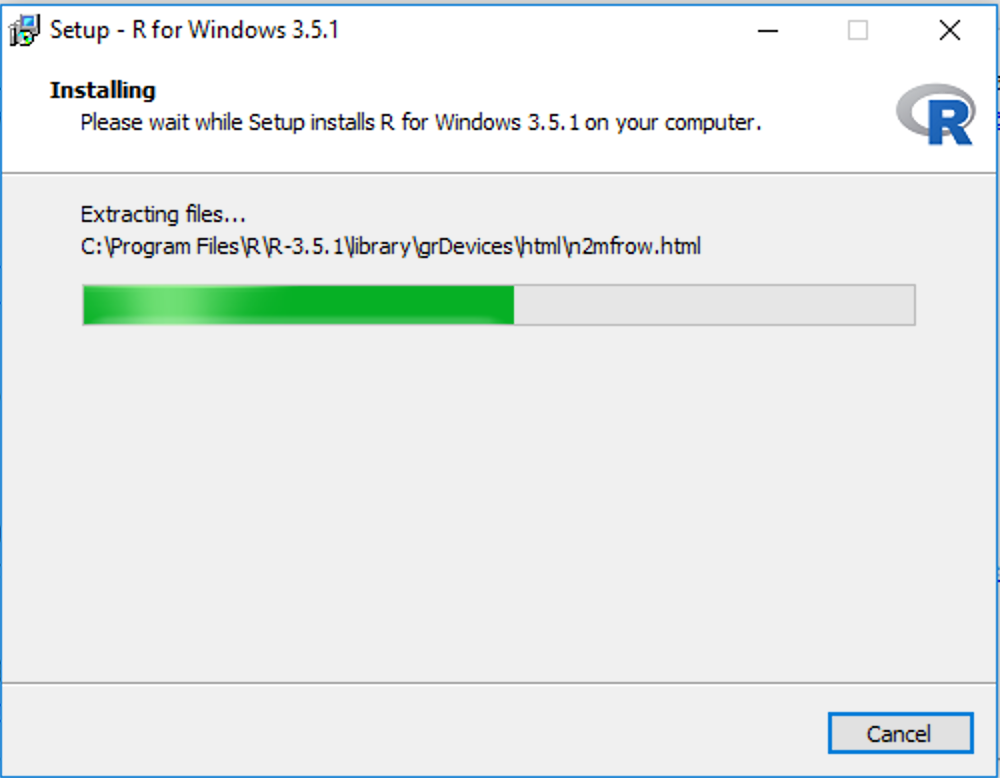 Setup - R for Windows 3.5.1
Installing
Please wait while Setup installs R for Windows 3.5.1 on your computer.
R
Extracting files...
C:\Program Files\R\R-3.5.1\library\grDevices\html\n2mfrow.html
Cancel